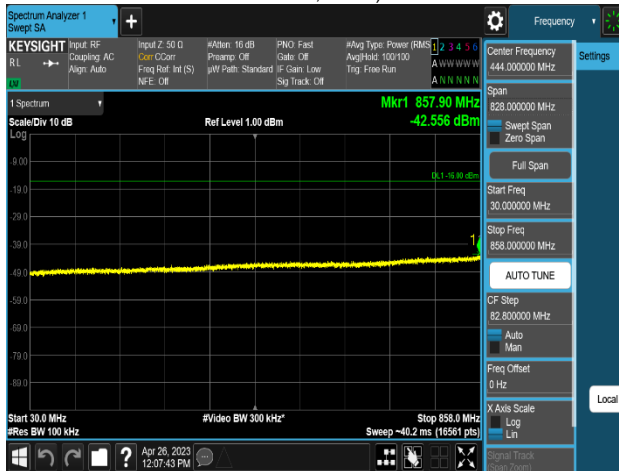 Spectrum Analyzer 1
Swept SA
Frequency
KEYSIGHT
RL
Input: RF
Coupling: AC
Align: Auto
Input Z: 50 Ω
Corr CCorr
Freq Ref: Int (S)
NFE: Off
#Atten: 16 dB
Preamp: Off
µW Path: Standard
PNO: Fast
Gate: Off
IF Gain: Low
Sig Track: Off
#Avg Type: Power (RMS
Avg|Hold: 100/100
Trig: Free Run
1 2 3 4 5 6
A W W W W W
A N N N N N
1 Spectrum
Scale/Div 10 dB
Log
Ref Level 1.00 dBm
Mkr1 857.90 MHz
-42.556 dBm
-9.00
DL1 -16.00 dBm
-19.0
-29.0
-39.0
1
-49.0
-59.0
-69.0
-79.0
-89.0
Start 30.0 MHz
#Video BW 300 kHz*
Stop 858.0 MHz
#Res BW 100 kHz
Sweep ~40.2 ms (16561 pts)
?
Apr 26, 2023
12:07:43 PM
Center Frequency
444.000000 MHz
Settings
Span
828.000000 MHz
Swept Span
Zero Span
Full Span
Start Freq
30.000000 MHz
Stop Freq
858.000000 MHz
AUTO TUNE
CF Step
82.800000 MHz
Auto
Man
Freq Offset
0 Hz
Local
X Axis Scale
Log
Lin
Signal Track
(Span Zoom)